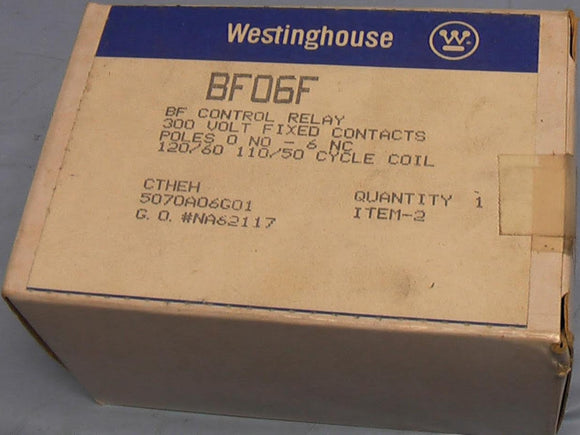 Westinghouse
W
BF06F
BF CONTROL RELAY
300 VOLT FIXED CONTACTS
POLES 0 NO - 6 NC
120/60 110/50 CYCLE COIL
CTHEH
5070A06G01
G.O. #NA62117
QUANTITY 1
ITEM-2